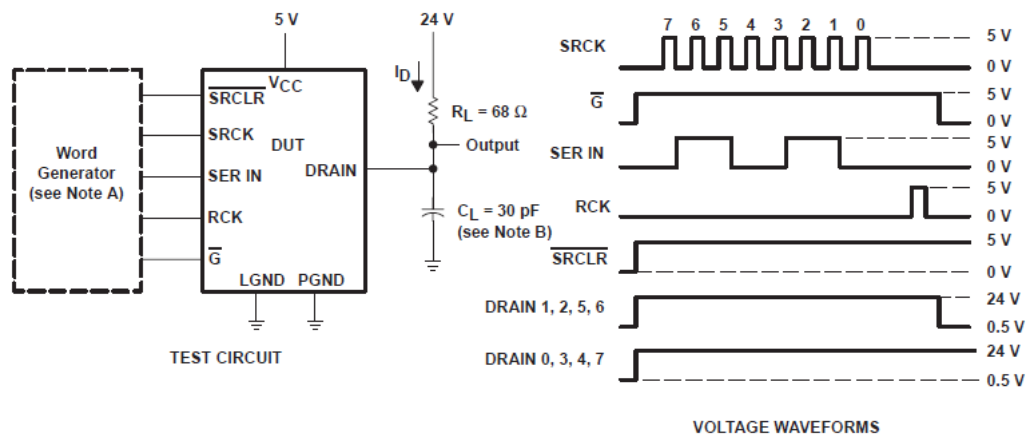 5 V
24 V
Word
Generator
(see Note A)
SRCLR
SRCK
SER IN
RCK
G
VCC
DUT
DRAIN
LGND
PGND
ID
RL = 68 Ω
Output
CL = 30 pF
(see Note B)
TEST CIRCUIT
7 6 5 4 3 2 1 0
SRCK
5 V
0 V
G
5 V
0 V
SER IN
5 V
0 V
RCK
5 V
0 V
SRCLR
5 V
0 V
DRAIN 1, 2, 5, 6
24 V
0.5 V
DRAIN 0, 3, 4, 7
24 V
0.5 V
VOLTAGE WAVEFORMS